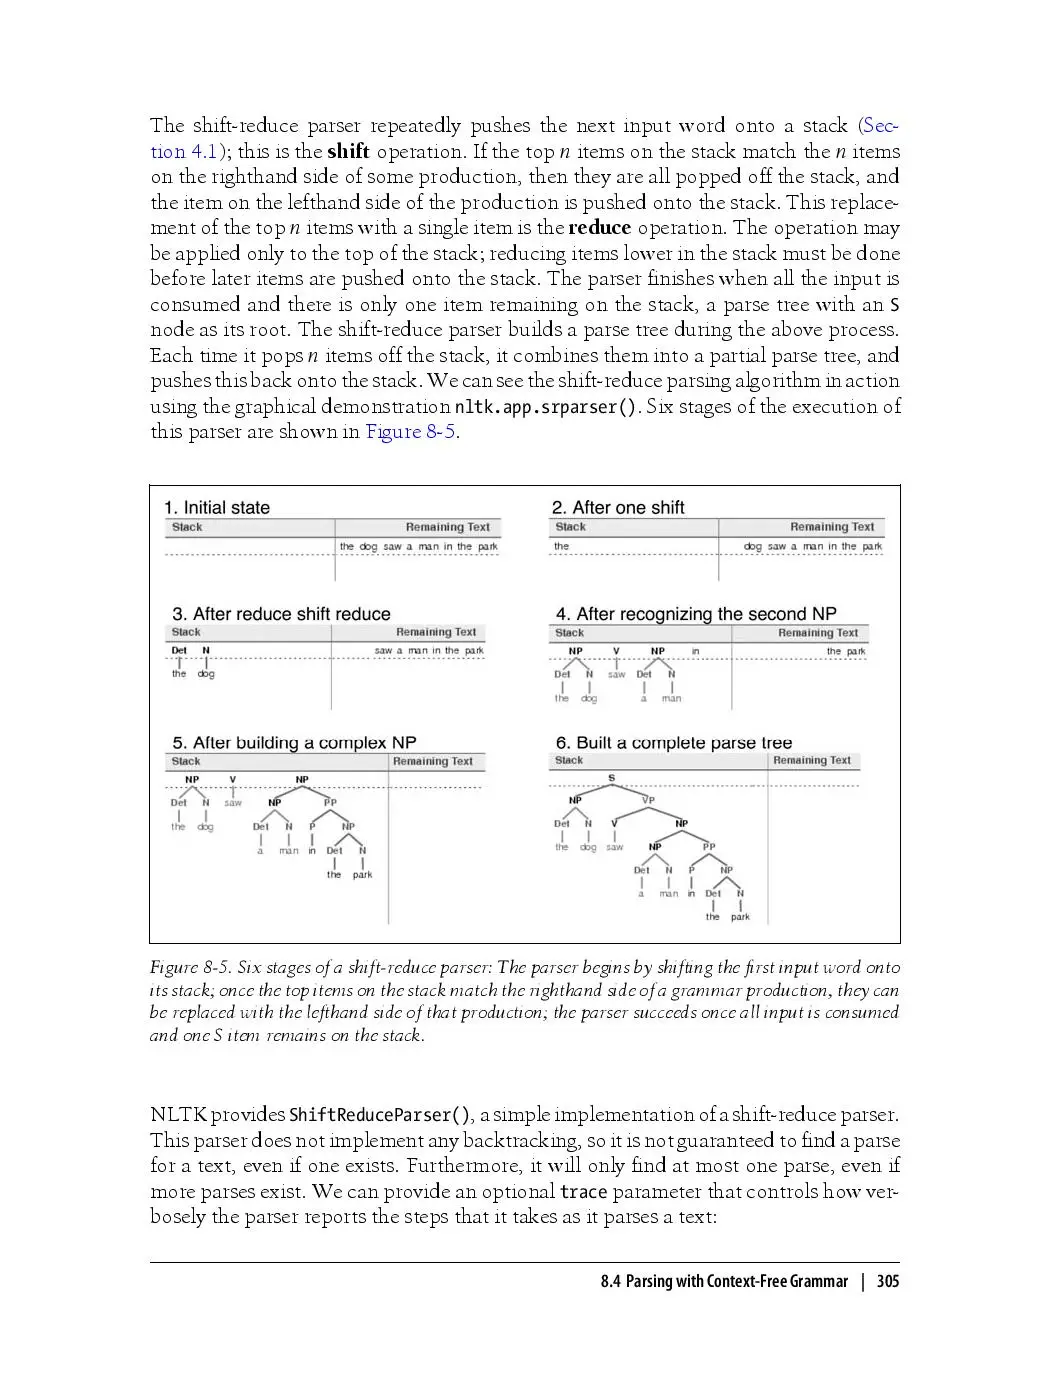 The shift-reduce parser repeatedly pushes the next input word onto a stack (Sec-
tion 4.1); this is the shift operation. If the top n items on the stack match the n items
on the righthand side of some production, then they are all popped off the stack, and
the item on the lefthand side of the production is pushed onto the stack. This replace-
ment of the top n items with a single item is the reduce operation. The operation may
be applied only to the top of the stack; reducing items lower in the stack must be done
before later items are pushed onto the stack. The parser finishes when all the input is
consumed and there is only one item remaining on the stack, a parse tree with an S
node as its root. The shift-reduce parser builds a parse tree during the above process.
Each time it pops n items off the stack, it combines them into a partial parse tree, and
pushes this back onto the stack. We can see the shift-reduce parsing algorithm in action
using the graphical demonstration nltk.app.srparser(). Six stages of the execution of
this parser are shown in Figure 8-5.
1. Initial state
Stack Remaining Text
the dog saw a man in the park
2. After one shift
Stack Remaining Text
the dog saw a man in the park
3. After reduce shift reduce
Stack Remaining Text
Det N saw a man in the park
the dog
4. After recognizing the second NP
Stack Remaining Text
NP V NP in the park
Det N saw Det N
the dog a man
5. After building a complex NP
Stack Remaining Text
NP V NP
Det N saw NP PP
the dog Det N P NP
a man in Det N
the park
6. Built a complete parse tree
Stack Remaining Text
S
NP VP
Det N V NP
the dog saw NP PP
Det N P NP
a man in Det N
the park
Figure 8-5. Six stages of a shift-reduce parser: The parser begins by shifting the first input word onto
its stack; once the top items on the stack match the righthand side of a grammar production, they can
be replaced with the lefthand side of that production; the parser succeeds once all input is consumed
and one S item remains on the stack.
NLTK provides ShiftReduceParser(), a simple implementation of a shift-reduce parser.
This parser does not implement any backtracking, so it is not guaranteed to find a parse
for a text, even if one exists. Furthermore, it will only find at most one parse, even if
more parses exist. We can provide an optional trace parameter that controls how ver-
bosely the parser reports the steps that it takes as it parses a text:
8.4 Parsing with Context-Free Grammar | 305